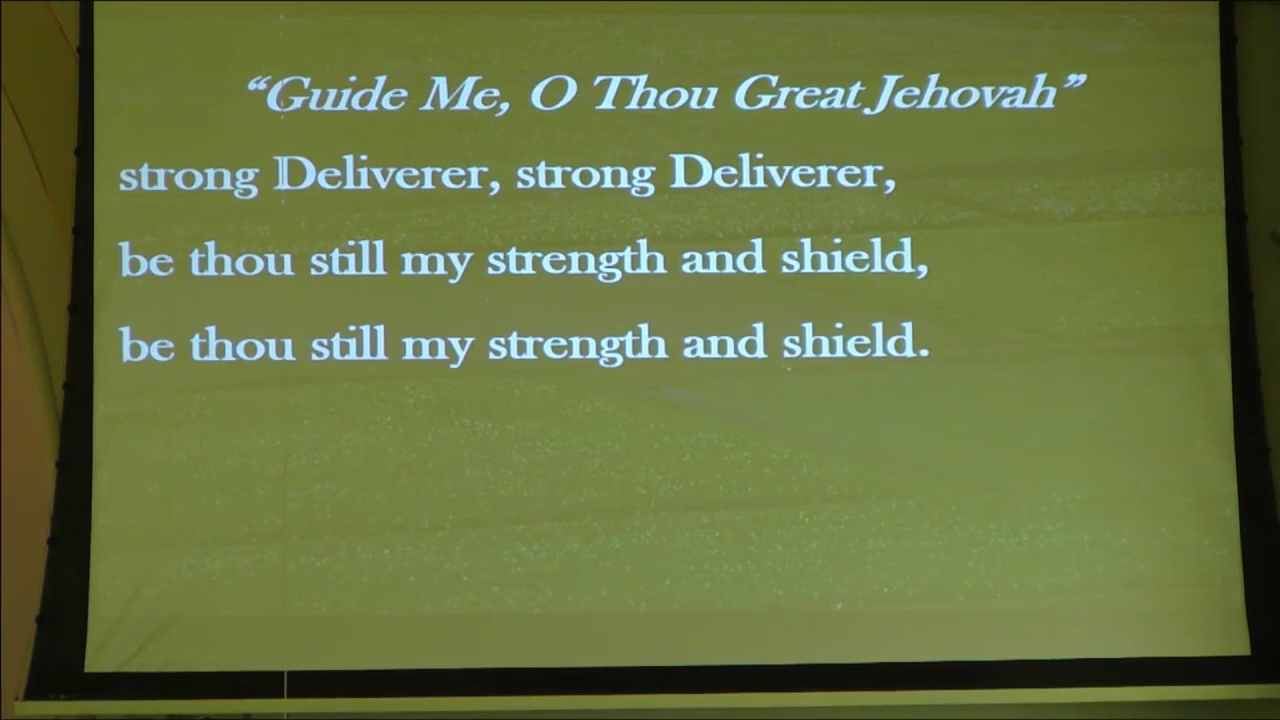 “Guide Me, O Thou Great Jehovah”
strong Deliverer, strong Deliverer,
be thou still my strength and shield,
be thou still my strength and shield.